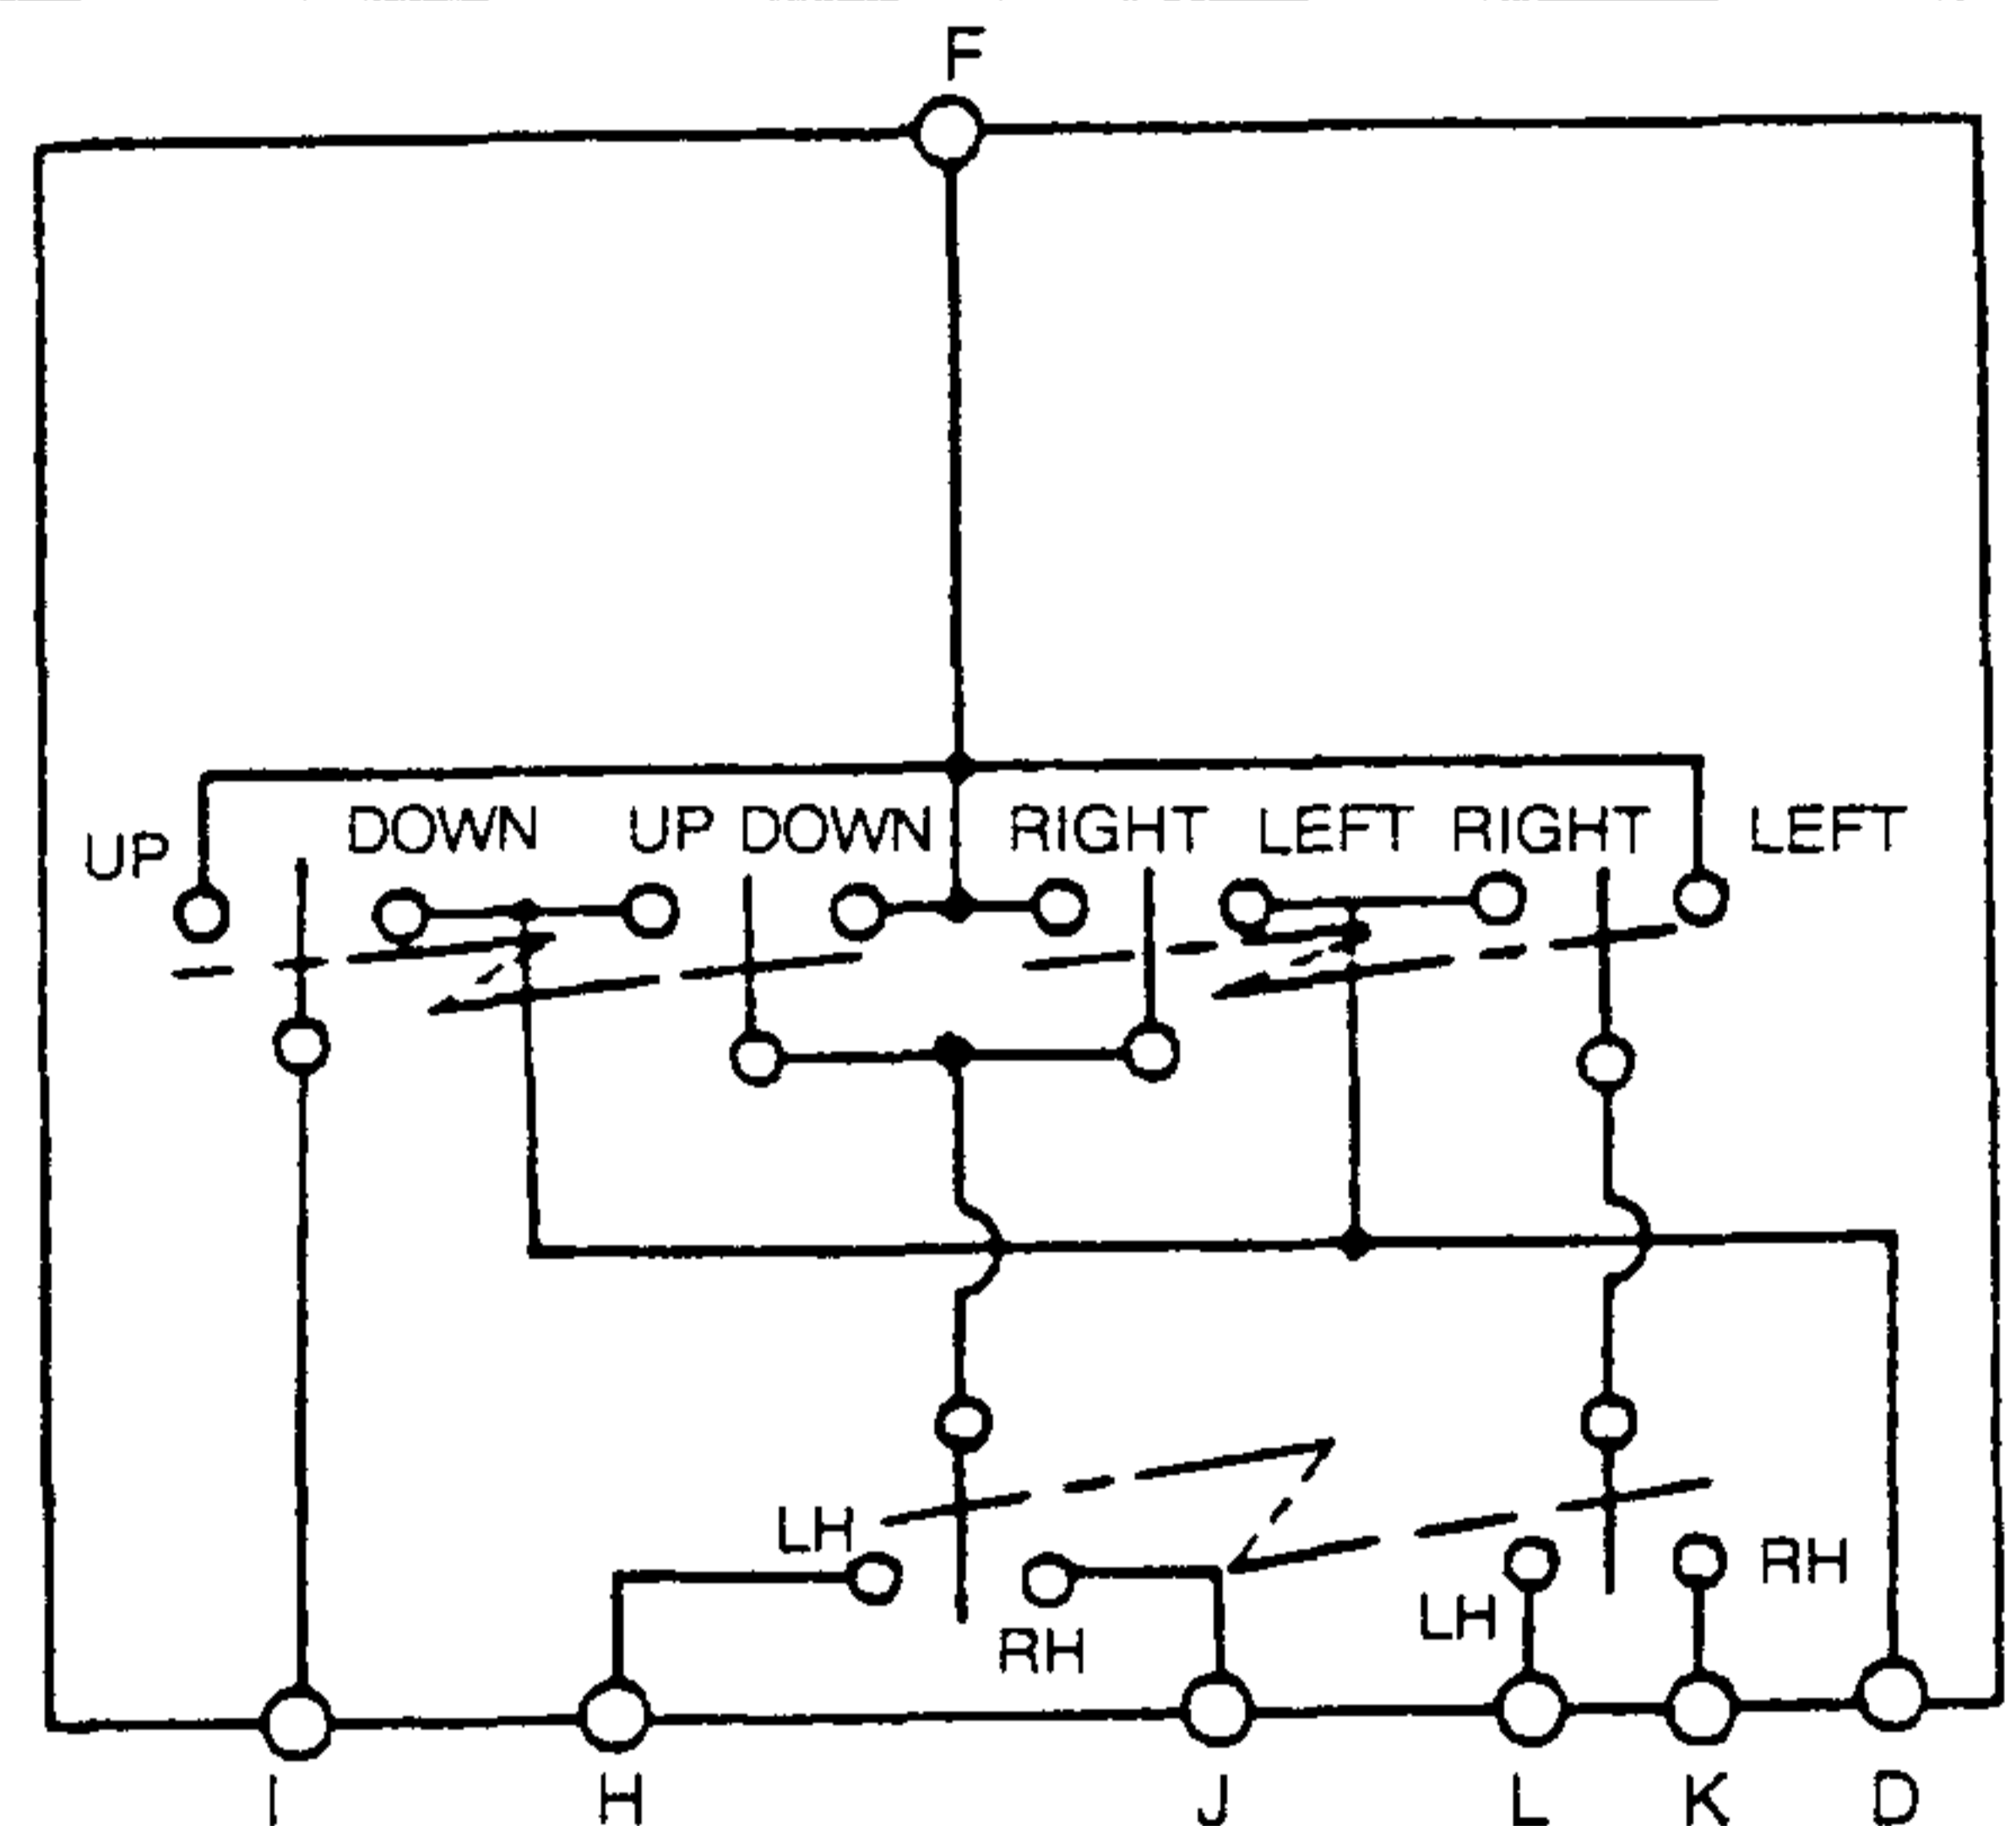 F
UP DOWN UP DOWN RIGHT LEFT RIGHT LEFT
LH
RH
LH
RH
I H J L K D